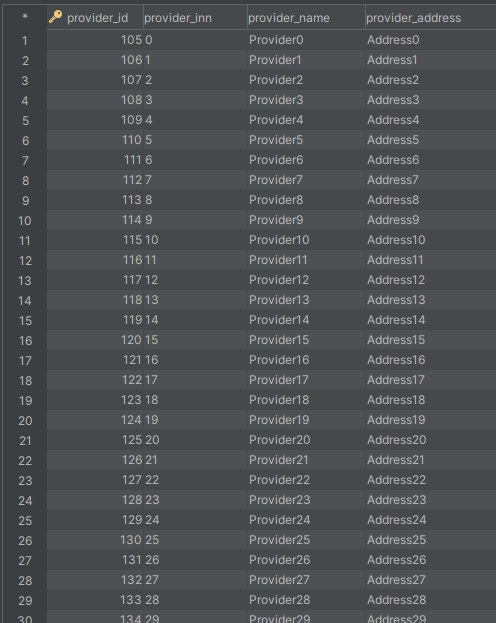 * provider_id provider_inn provider_name provider_address
1 105 0 Provider0 Address0
2 106 1 Provider1 Address1
3 107 2 Provider2 Address2
4 108 3 Provider3 Address3
5 109 4 Provider4 Address4
6 110 5 Provider5 Address5
7 111 6 Provider6 Address6
8 112 7 Provider7 Address7
9 113 8 Provider8 Address8
10 114 9 Provider9 Address9
11 115 10 Provider10 Address10
12 116 11 Provider11 Address11
13 117 12 Provider12 Address12
14 118 13 Provider13 Address13
15 119 14 Provider14 Address14
16 120 15 Provider15 Address15
17 121 16 Provider16 Address16
18 122 17 Provider17 Address17
19 123 18 Provider18 Address18
20 124 19 Provider19 Address19
21 125 20 Provider20 Address20
22 126 21 Provider21 Address21
23 127 22 Provider22 Address22
24 128 23 Provider23 Address23
25 129 24 Provider24 Address24
26 130 25 Provider25 Address25
27 131 26 Provider26 Address26
28 132 27 Provider27 Address27
29 133 28 Provider28 Address28
30 134 29 Provider29 Address29